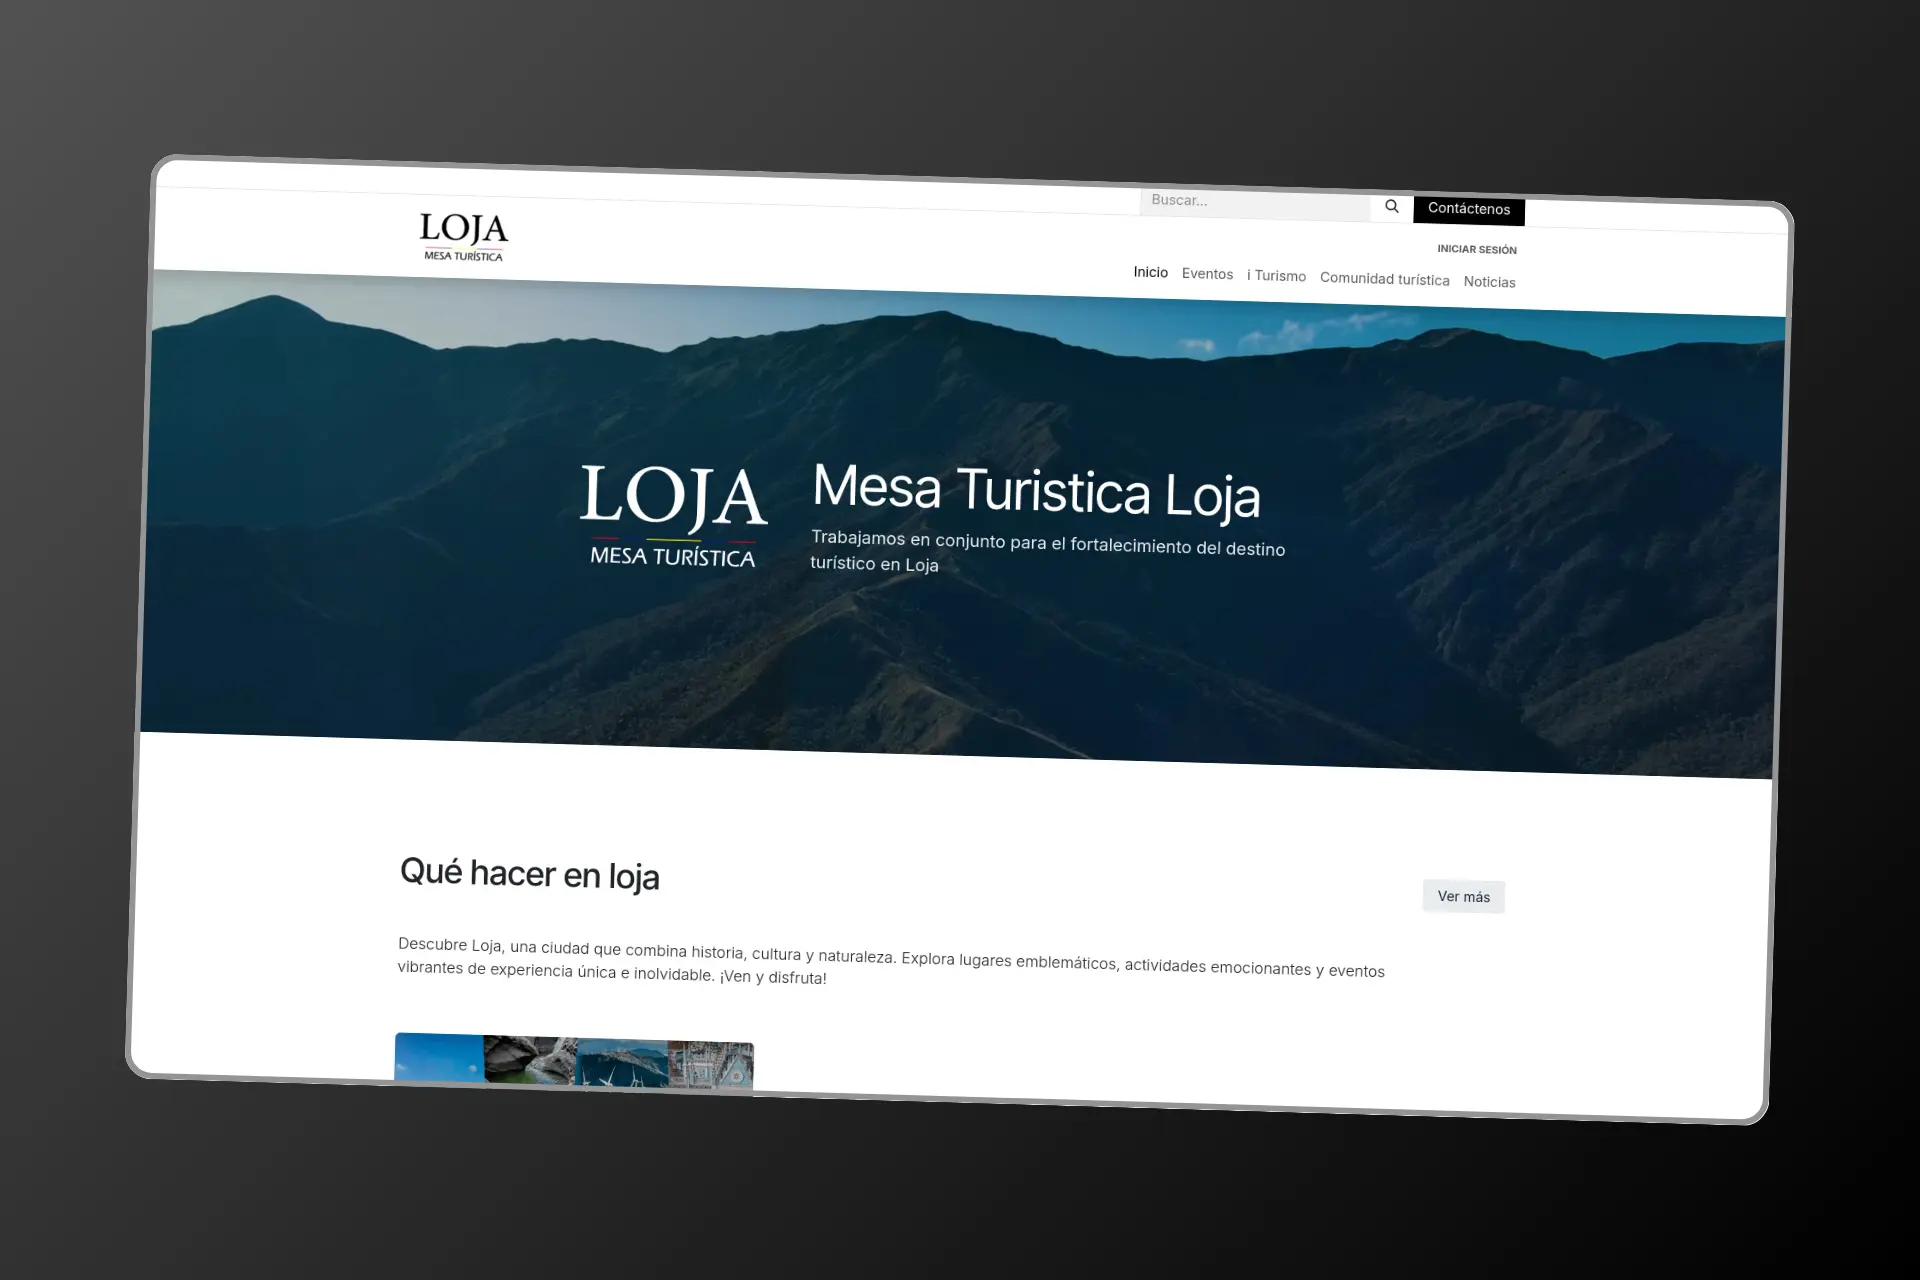 Buscar...
Contáctenos
LOJA
MESA TURÍSTICA
INICIAR SESIÓN
Inicio Eventos i Turismo Comunidad turística Noticias
LOJA
MESA TURÍSTICA
Mesa Turistica Loja
Trabajamos en conjunto para el fortalecimiento del destino
turístico en Loja
Qué hacer en loja
Ver más
Descubre Loja, una ciudad que combina historia, cultura y naturaleza. Explora lugares emblemáticos, actividades emocionantes y eventos
vibrantes de experiencia única e inolvidable. ¡Ven y disfruta!